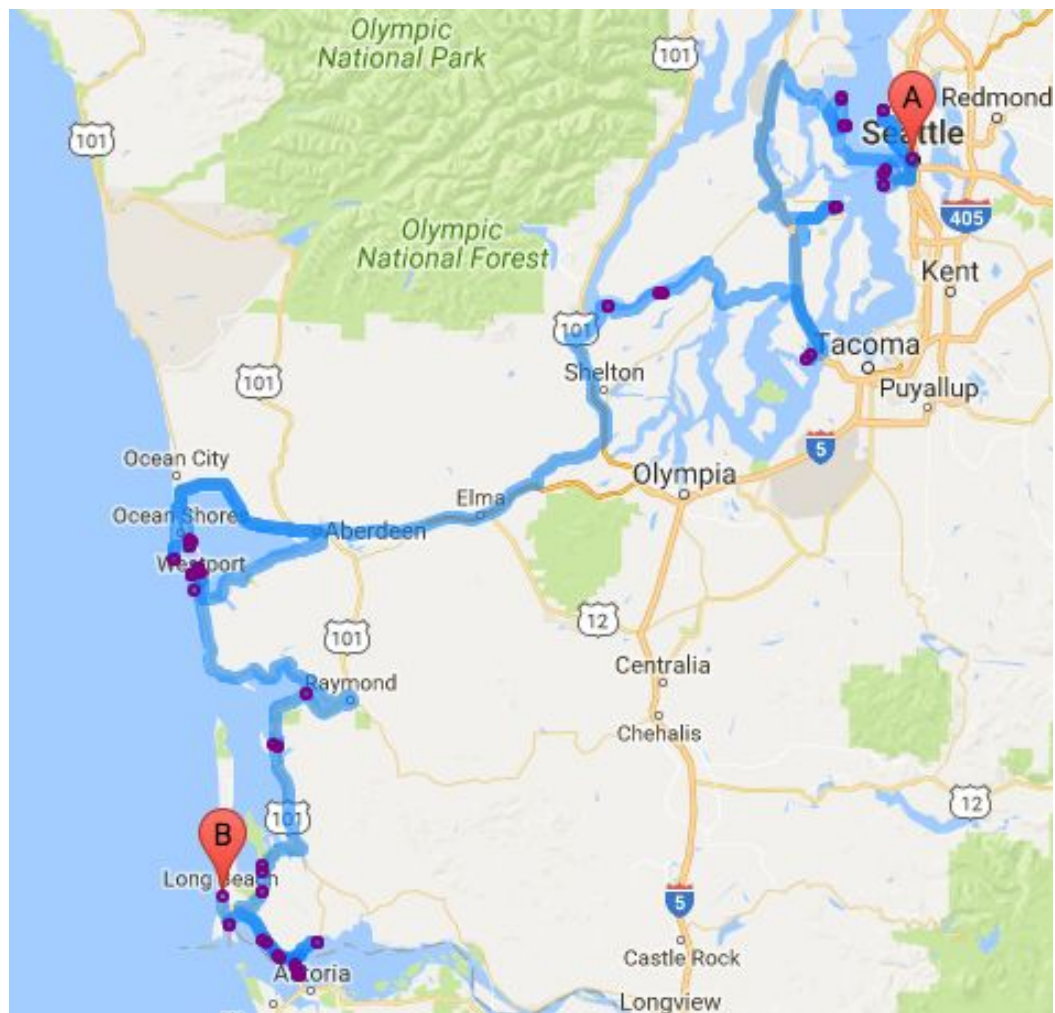 Olympic
National Park
101
101
A
Redmond
Seattle
101
405
Olympic
National Forest
Kent
101
Tacoma
101
Shelton
Puyallup
5
Ocean City
Olympia
Elma
Ocean Shores
Aberdeen
Westport
12
101
Centralia
Raymond
Chehalis
12
101
B
Long Beach
5
Castle Rock
Astoria
Longview